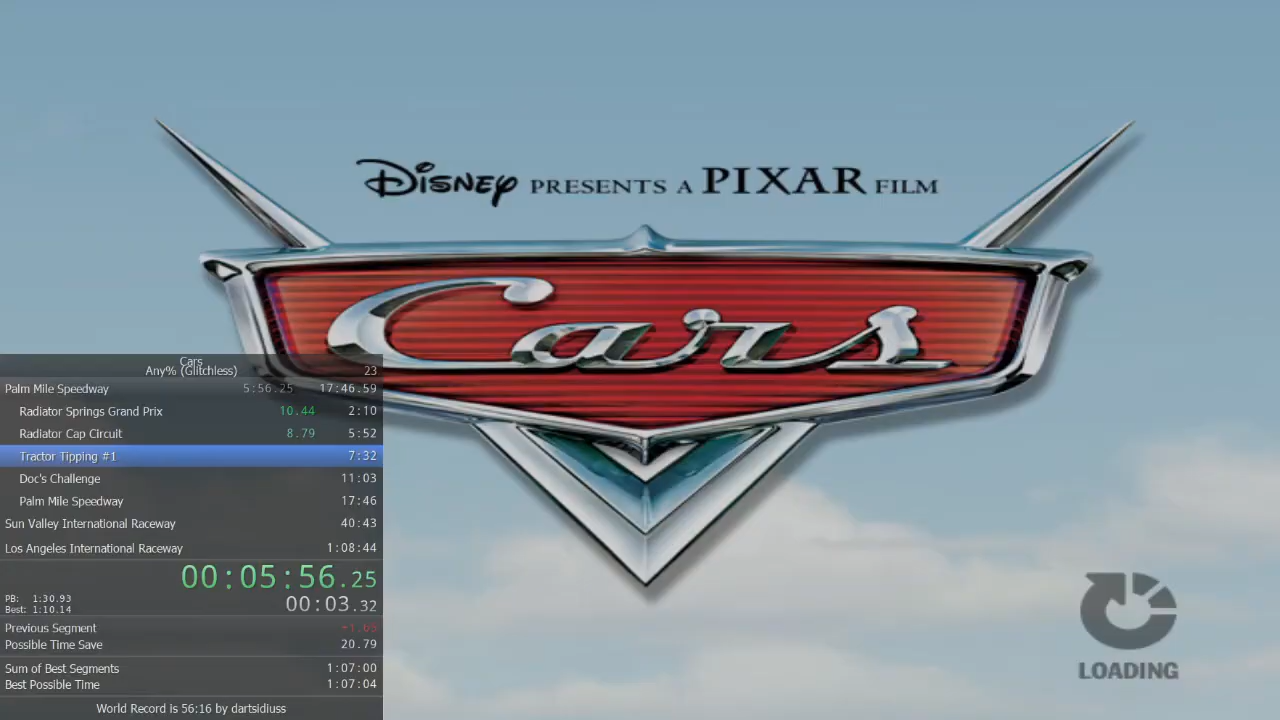 DISNEY PRESENTS A PIXAR FILM
Cars
Cars
Any% (Glitchless) 23
Palm Mile Speedway 5:56.25 17:46.59
Radiator Springs Grand Prix 10.44 2:10
Radiator Cap Circuit 8.79 5:52
Tractor Tipping #1 7:32
Doc's Challenge 11:03
Palm Mile Speedway 17:46
Sun Valley International Raceway 40:43
Los Angeles International Raceway 1:08:44
00:05:56.25
PB: 1:30.93
Best: 1:10.14
00:03.32
Previous Segment +1.65
Possible Time Save 20.79
Sum of Best Segments 1:07:00
Best Possible Time 1:07:04
World Record is 56:16 by dartsidiuss
LOADING